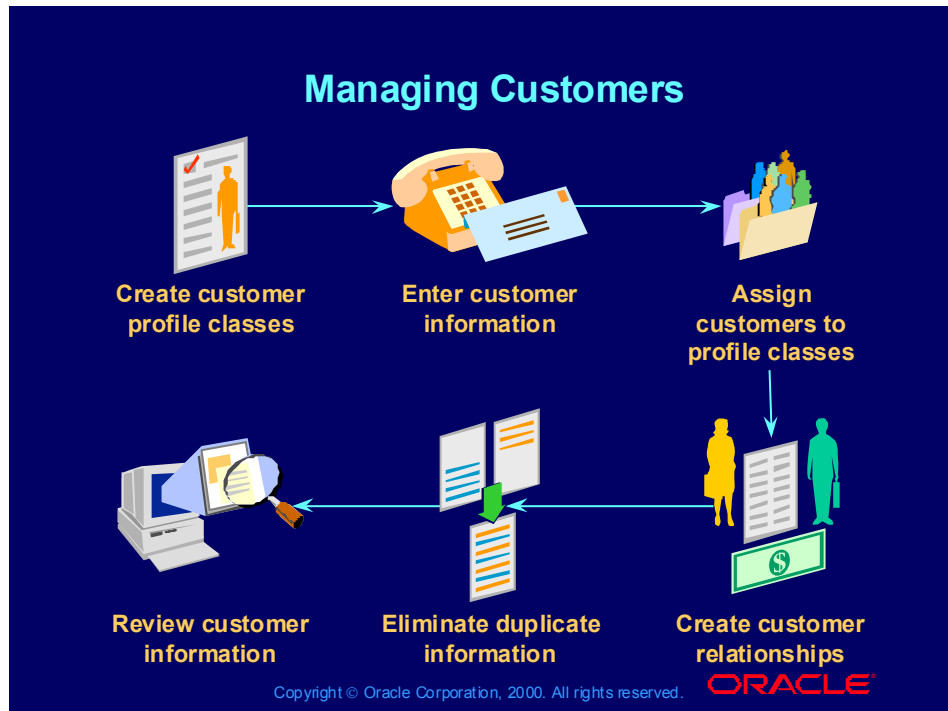 Managing Customers
Create customer
profile classes
Enter customer
information
Assign
customers to
profile classes
Review customer
information
Eliminate duplicate
information
Create customer
relationships
$
Copyright © Oracle Corporation, 2000. All rights reserved.
ORACLE®